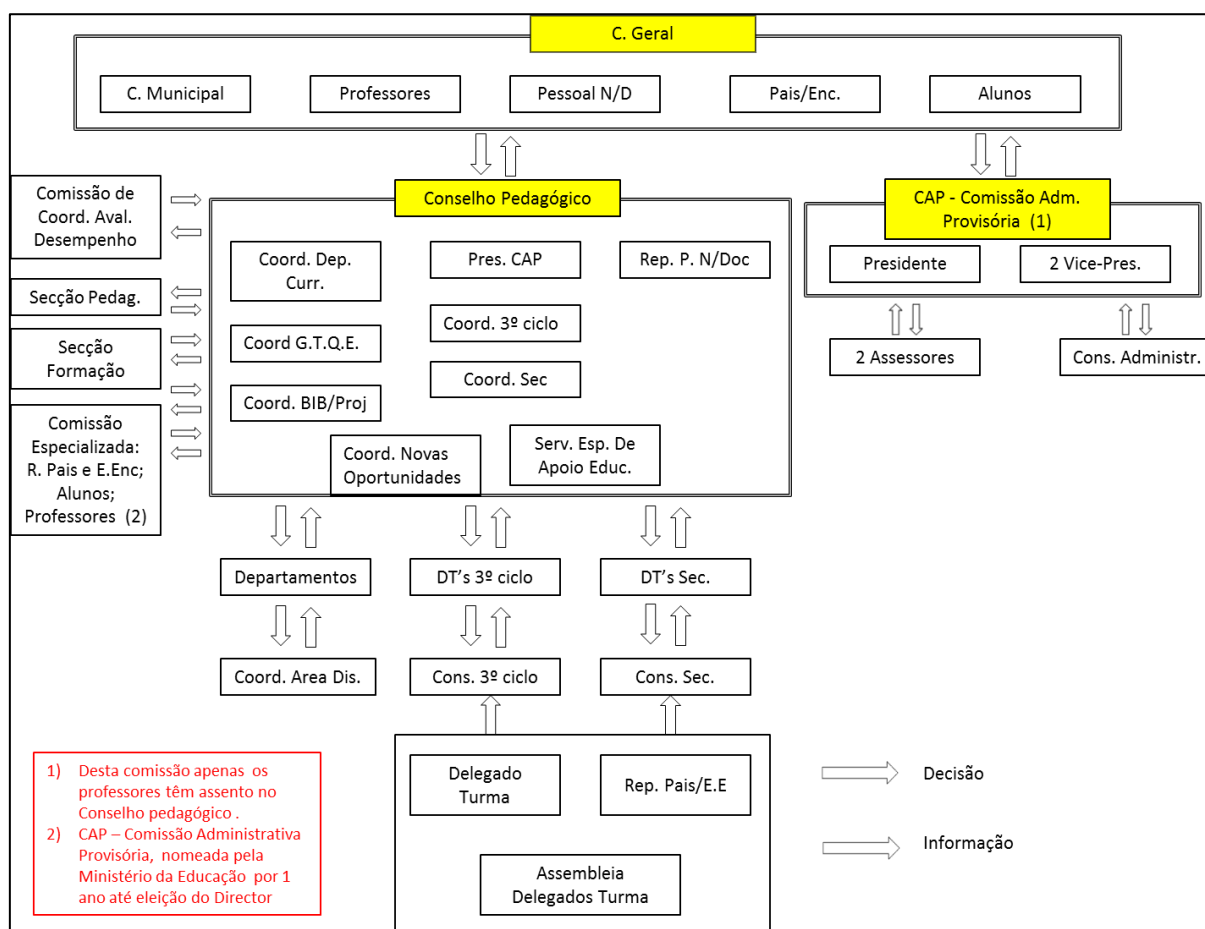 C. Geral
C. Municipal
Professores
Pessoal N/D
Pais/Enc.
Alunos
Comissão de
Coord. Aval.
Desempenho
Secção Pedag.
Secção
Formação
Comissão
Especializada:
R. Pais e E.Enc;
Alunos;
Professores (2)
Conselho Pedagógico
Coord. Dep.
Curr.
Pres. CAP
Rep. P. N/Doc
Coord G.T.Q.E.
Coord. 3º ciclo
Coord. BIB/Proj
Coord. Sec
Coord. Novas
Oportunidades
Serv. Esp. De
Apoio Educ.
CAP - Comissão Adm.
Provisória (1)
Presidente
2 Vice-Pres.
2 Assessores
Cons. Administr.
Departamentos
DT's 3º ciclo
DT's Sec.
Coord. Area Dis.
Cons. 3º ciclo
Cons. Sec.
Delegado
Turma
Rep. Pais/E.E
Assembleia
Delegados Turma
1) Desta comissão apenas os
professores têm assento no
Conselho pedagógico .
2) CAP – Comissão Administrativa
Provisória, nomeada pela
Ministério da Educação por 1
ano até eleição do Director
Decisão
Informação